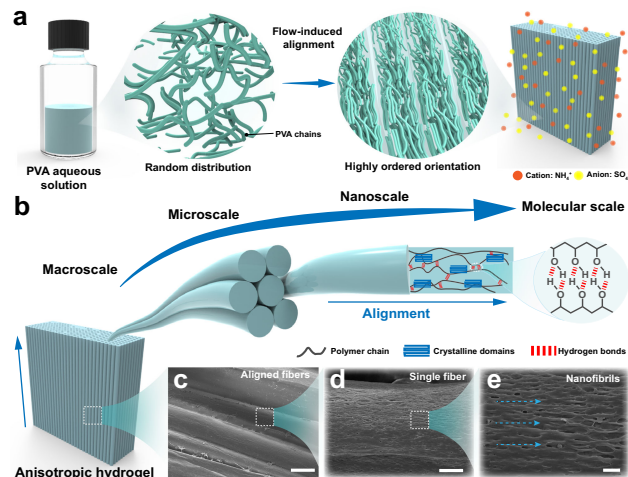 a
Flow-induced
alignment
PVA chains
PVA aqueous
solution
Random distribution
Highly ordered orientation
Cation: NH₄⁺ Anion: SO₄
b
Macroscale
Microscale
Nanoscale
Molecular scale
Alignment
O O O
H H H H H H
O O O
Polymer chain Crystalline domains Hydrogen bonds
Anisotropic hydrogel
c Aligned fibers
d Single fiber
e Nanofibrils